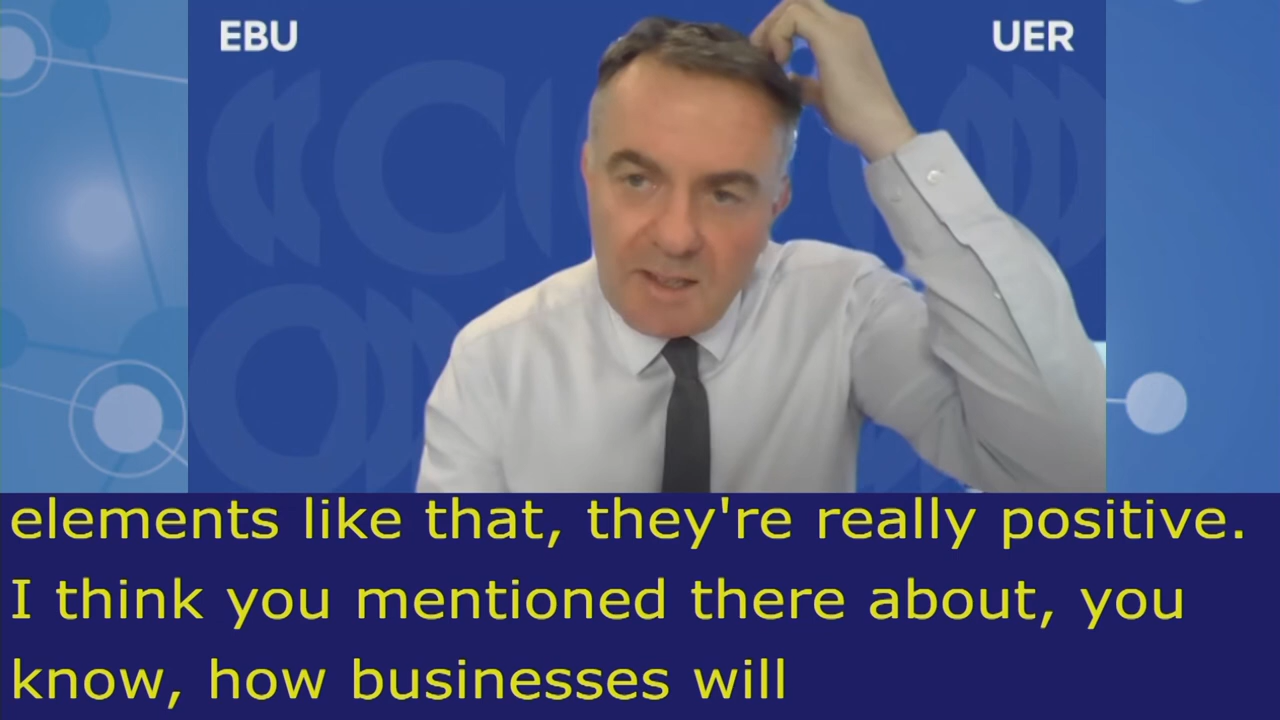 EBU
UER
elements like that, they're really positive.
I think you mentioned there about, you
know, how businesses will